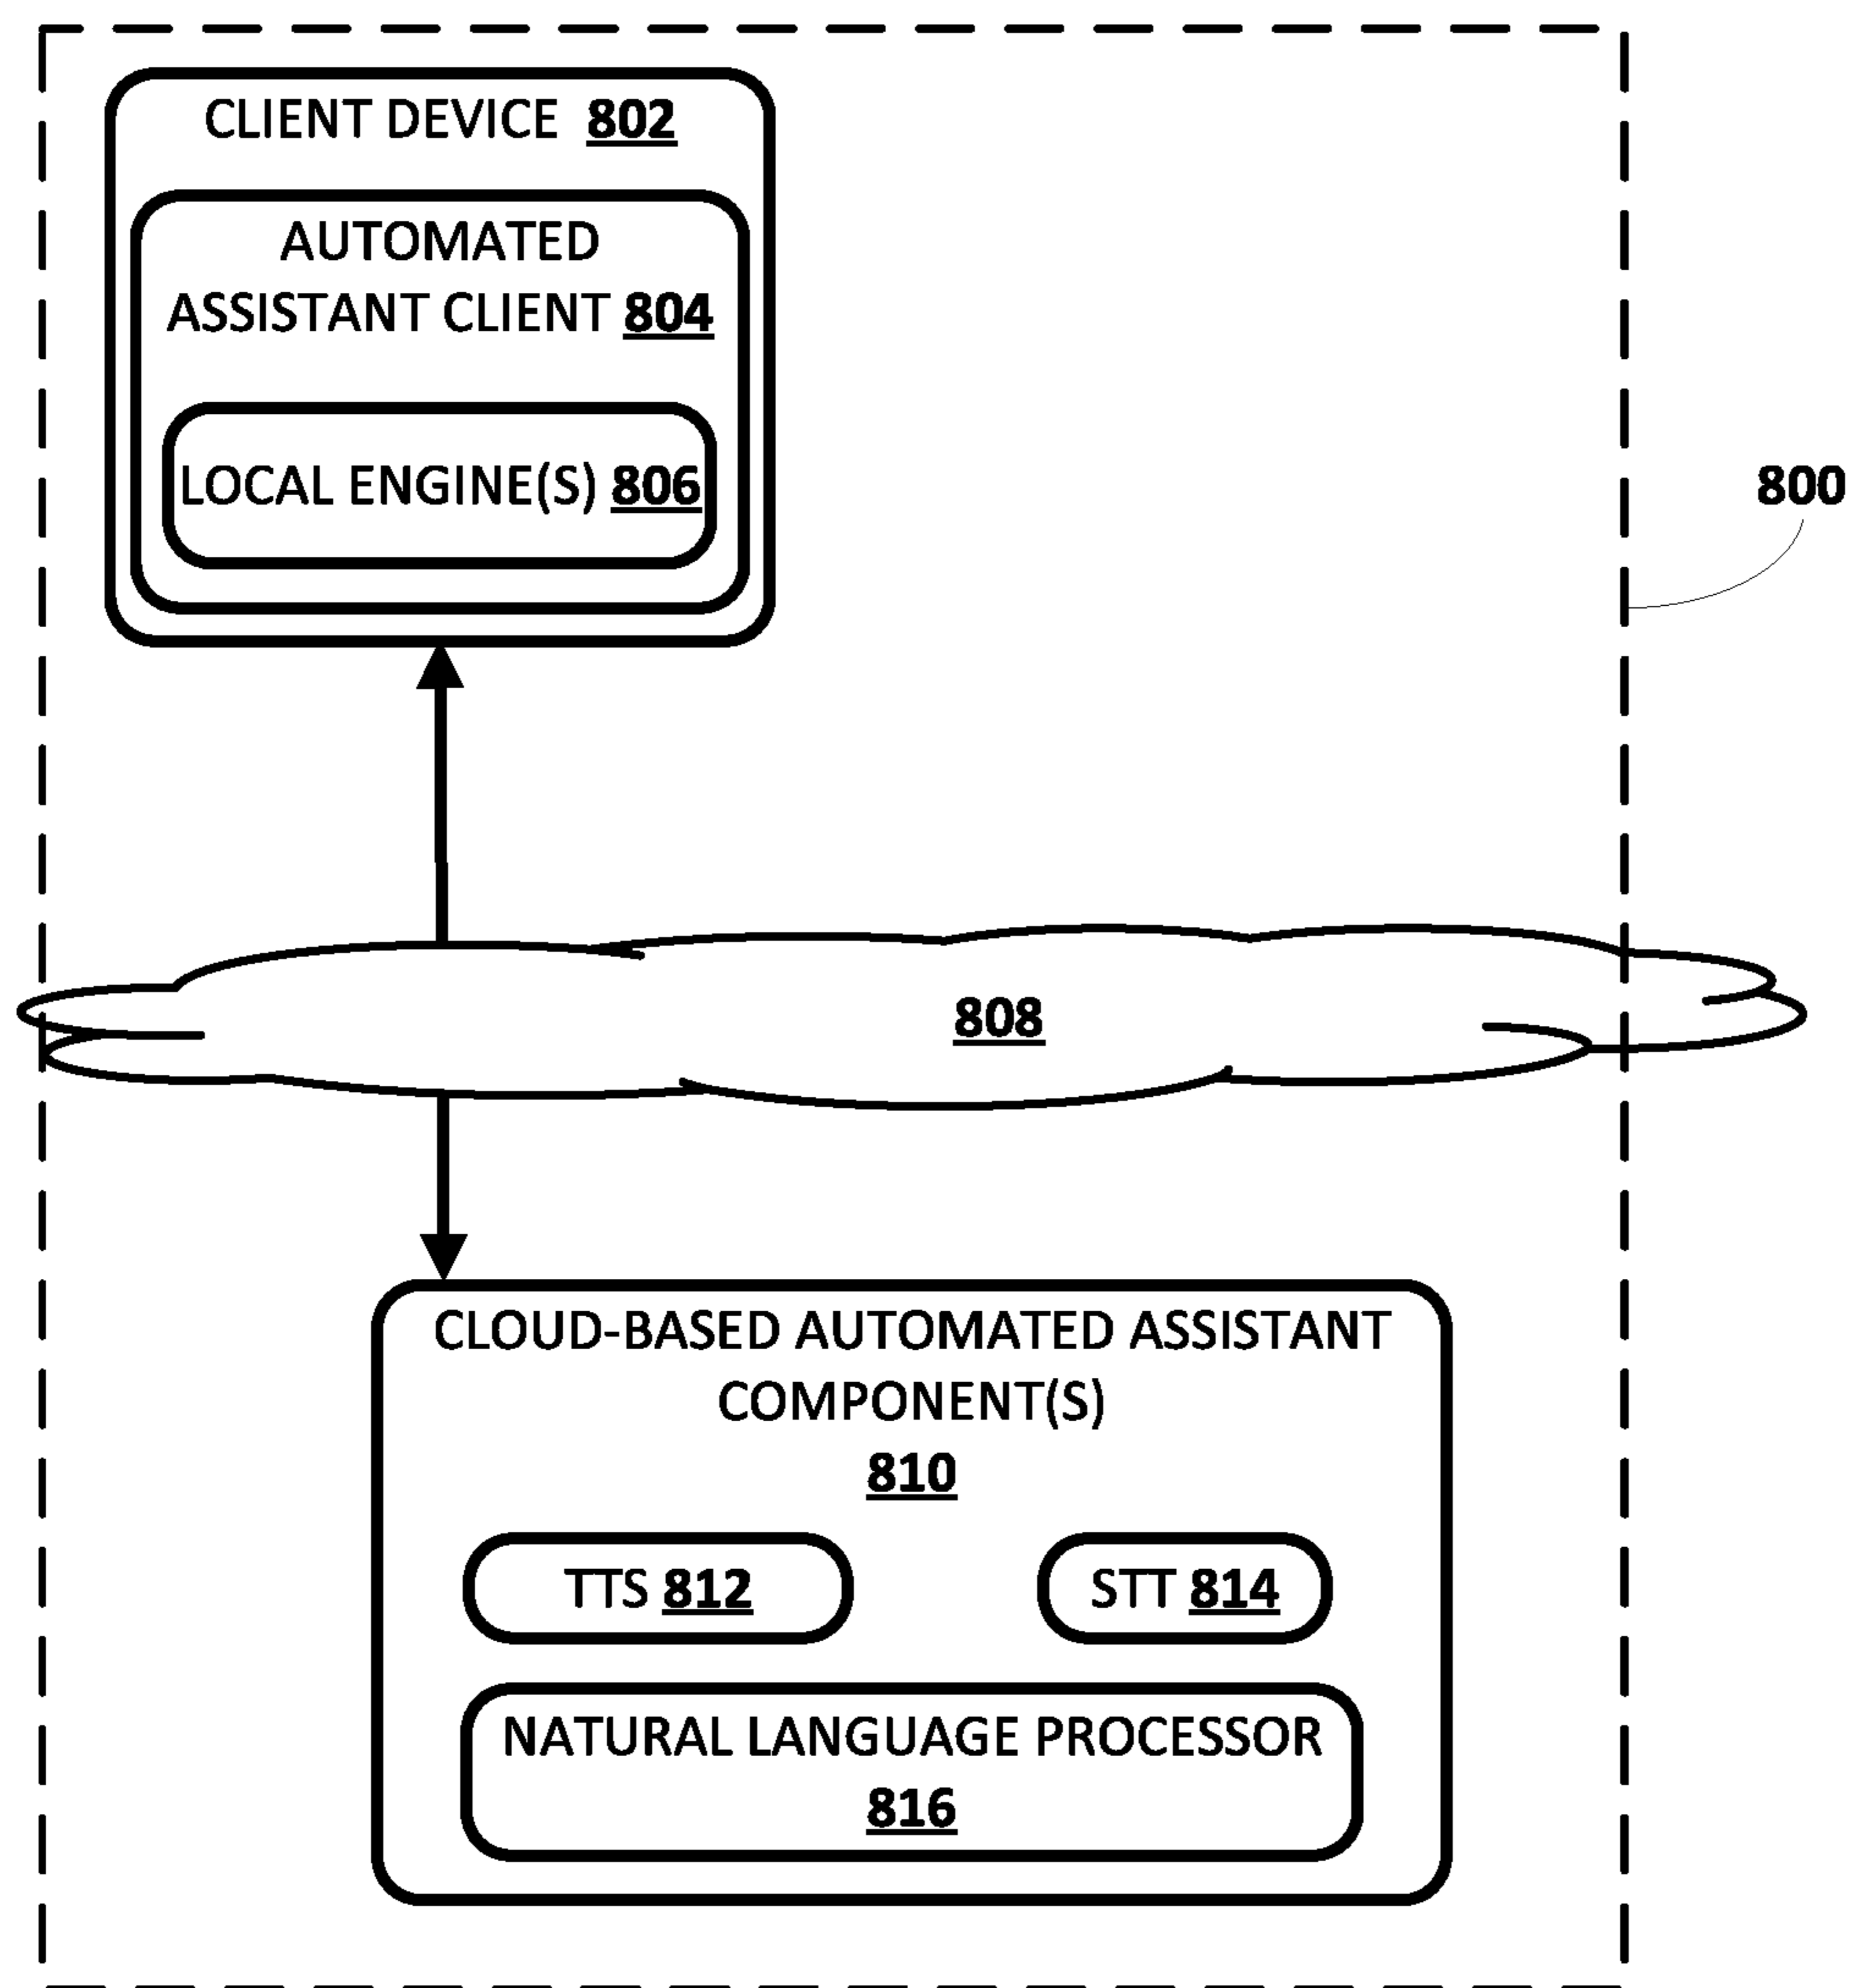 CLIENT DEVICE 802
AUTOMATED
ASSISTANT CLIENT 804
LOCAL ENGINE(S) 806
800
808
CLOUD-BASED AUTOMATED ASSISTANT
COMPONENT(S)
810
TTS 812
STT 814
NATURAL LANGUAGE PROCESSOR
816